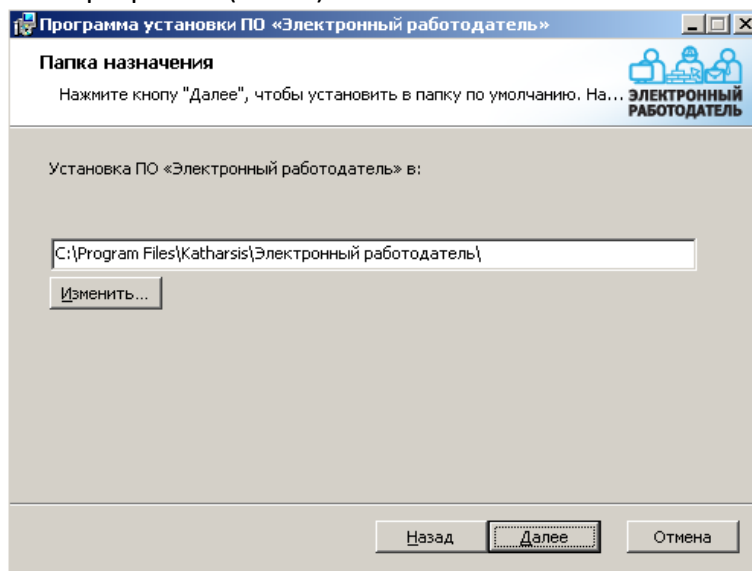 Программа установки ПО «Электронный работодатель»
Папка назначения
Нажмите кнопу "Далее", чтобы установить в папку по умолчанию. На...
ЭЛЕКТРОННЫЙ
РАБОТОДАТЕЛЬ
Установка ПО «Электронный работодатель» в:
C:\Program Files\Katharsis\Электронный работодатель\
Изменить...
Назад
Далее
Отмена